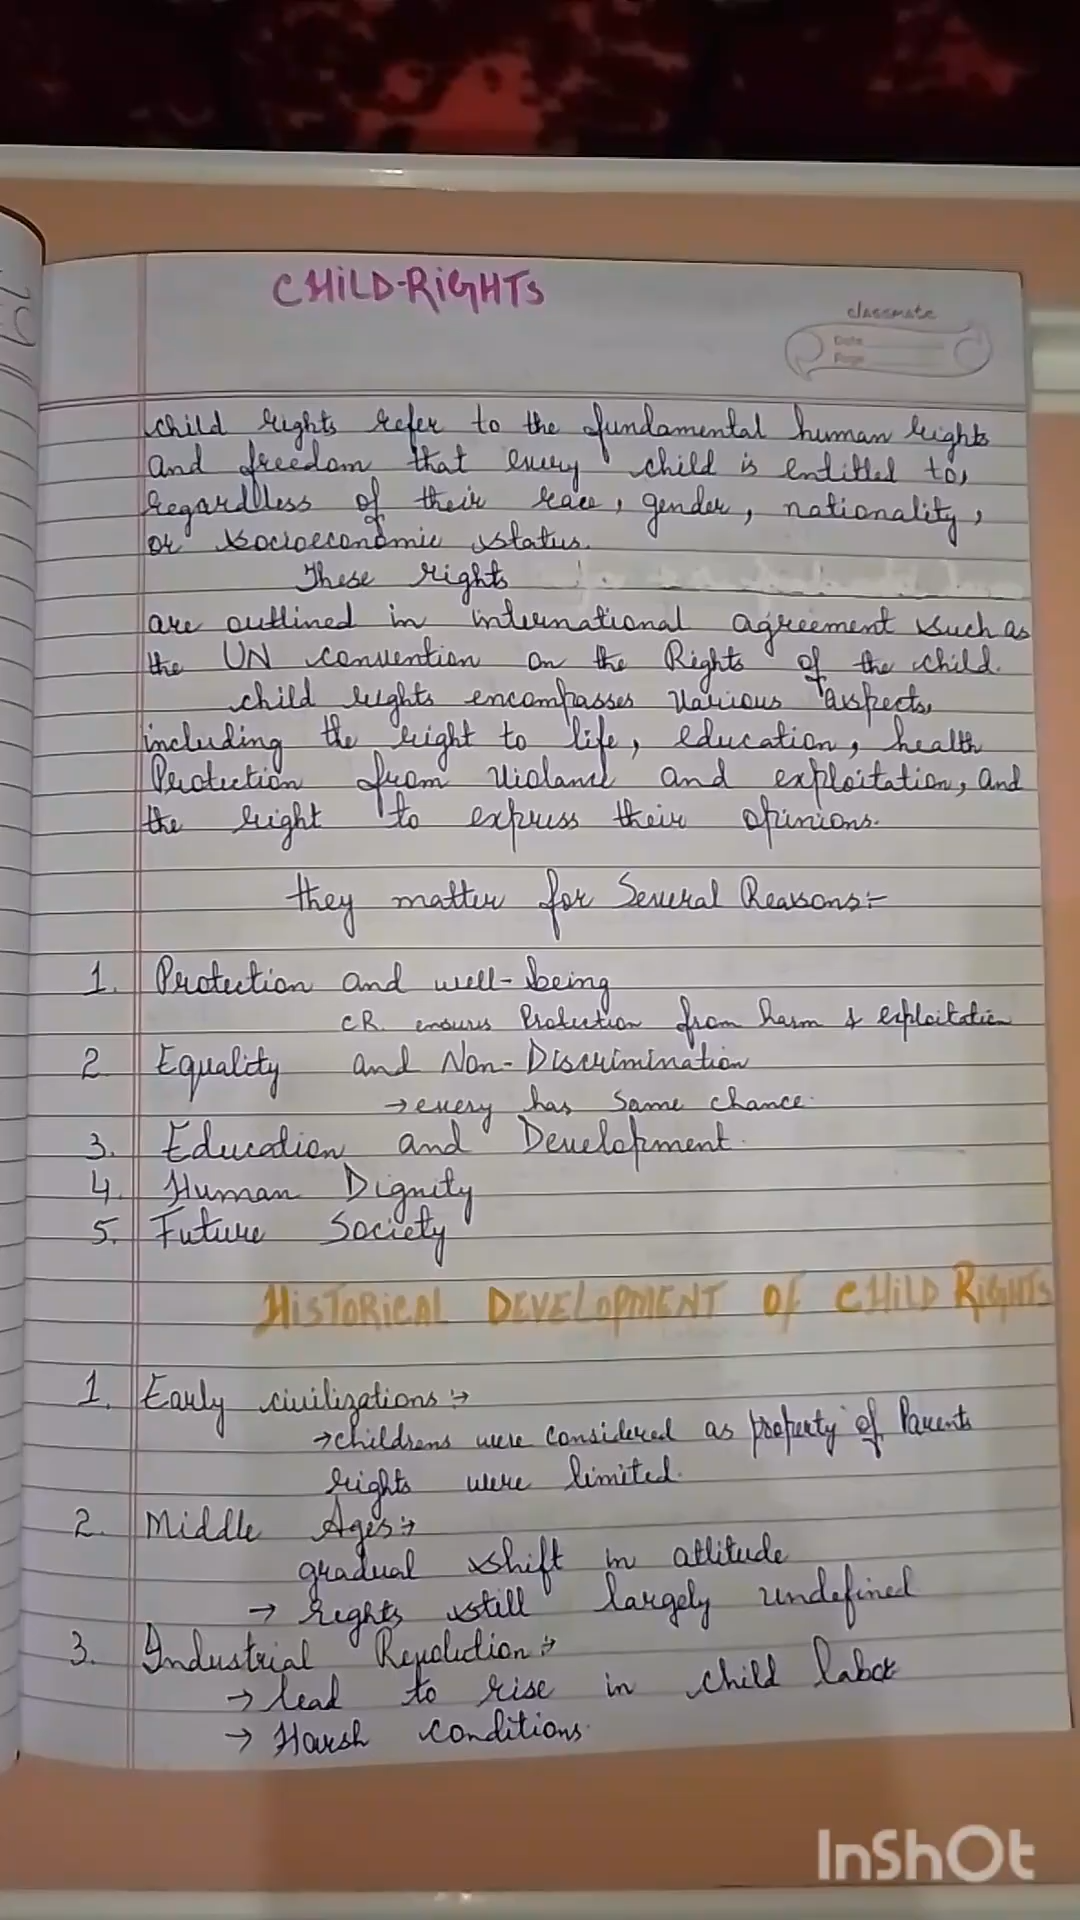 CHILD-RIGHTS
classmate
Date
Page
child rights refer to the fundamental human rights
and freedom that every child is entitled to,
regardless of their race, gender, nationality,
or socioeconomic status.
These rights
are outlined in international agreement such as
the UN convention on the Rights of the child.
child rights encompasses various aspects,
including the right to life, education, health
Protection from violance and exploitation, and
the right to express their opinions.
they matter for Several Reasons:-
1. Protection and well-being
CR. ensures Protection from harm & exploitation
2 Equality and Non-Discrimination
→ every has same chance.
3. Education and Development.
4. Human Dignity
5. Future Society
HISTORICAL DEVELOPMENT OF CHILD RIGHTS
1. Early civilizations :→
→ childrens were considered as property of Parents
rights were limited.
2. Middle Ages :→
gradual shift in attitude
→ rights still largely undefined
3. Industrial Revolution :→
→ lead to rise in child labor
→ Harsh conditions.
InShOt